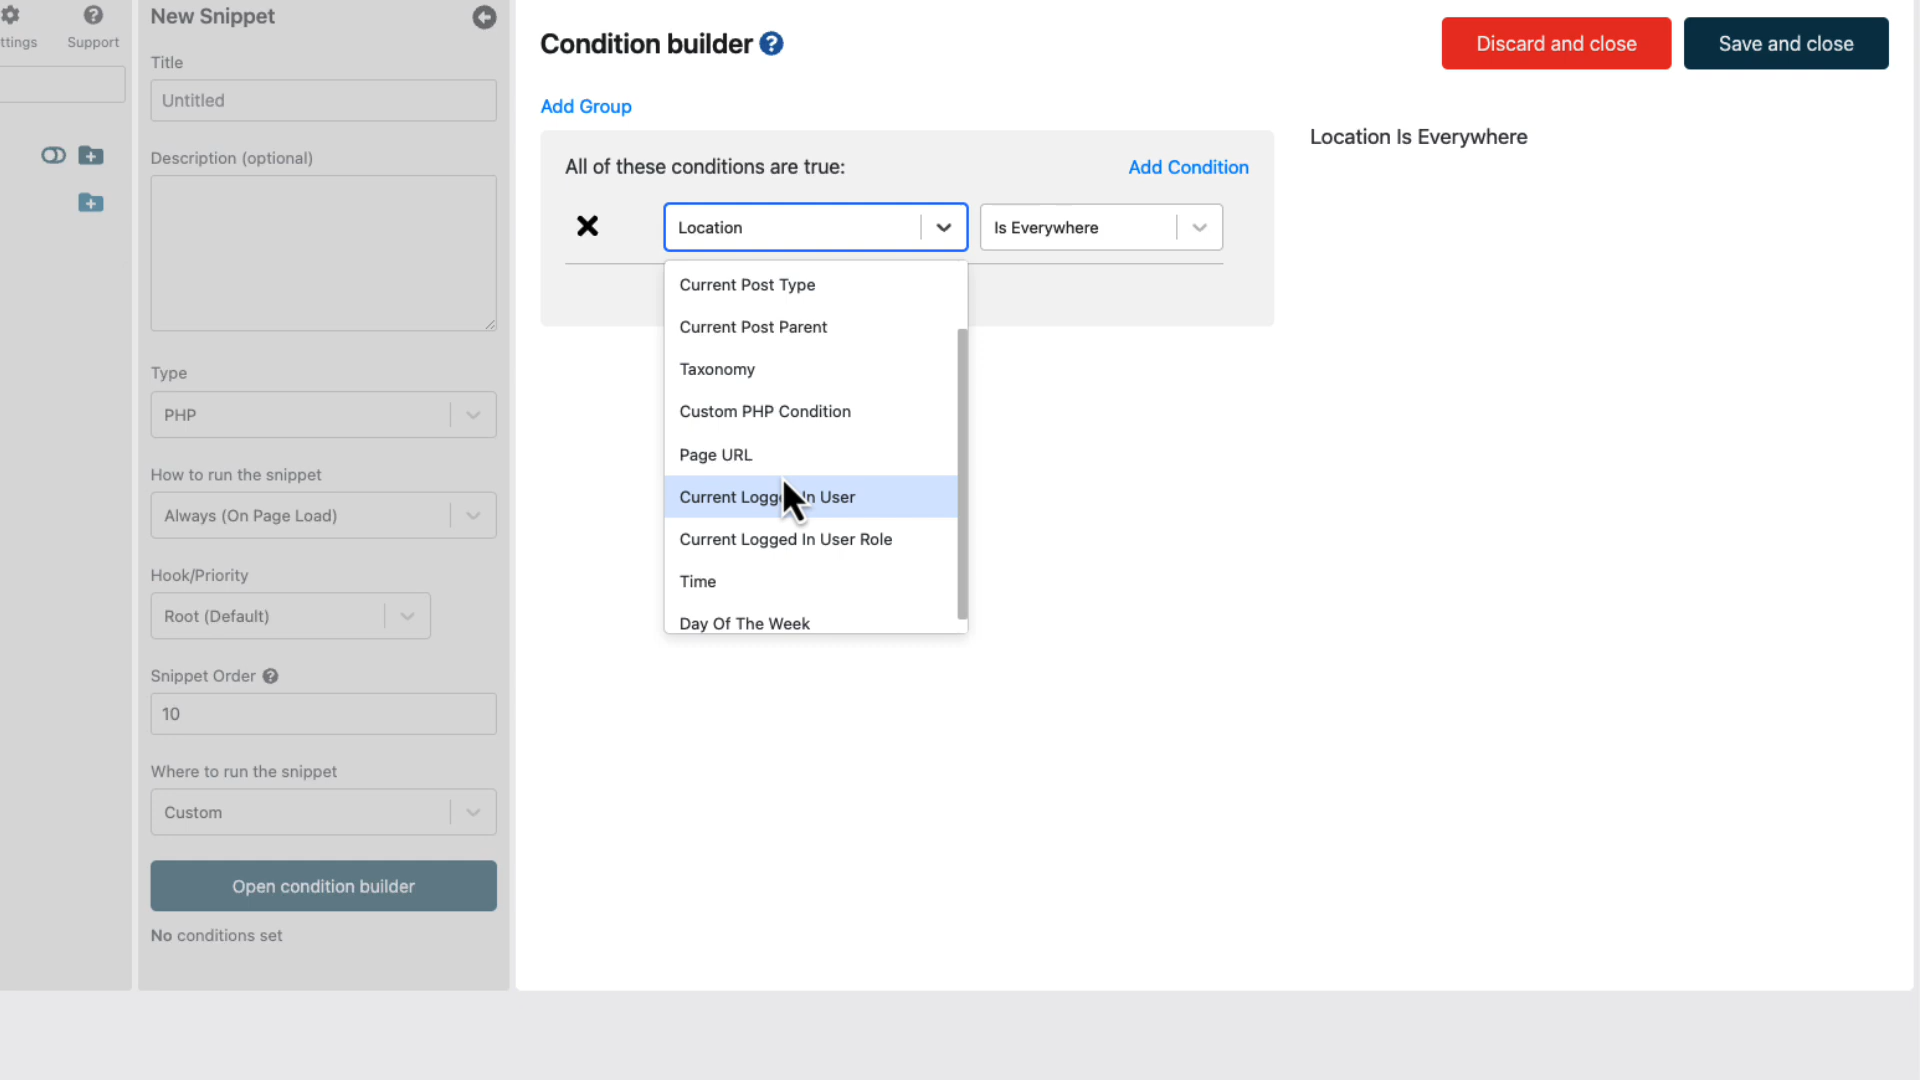 New Snippet
ttings
Support
Title
Untitled
Description (optional)
Type
PHP
How to run the snippet
Always (On Page Load)
Hook/Priority
Root (Default)
Snippet Order
10
Where to run the snippet
Custom
Open condition builder
No conditions set
Condition builder
Discard and close
Save and close
Add Group
All of these conditions are true:
Add Condition
Location
Is Everywhere
Current Post Type
Current Post Parent
Taxonomy
Custom PHP Condition
Page URL
Current Logged In User
Current Logged In User Role
Time
Day Of The Week
Location Is Everywhere